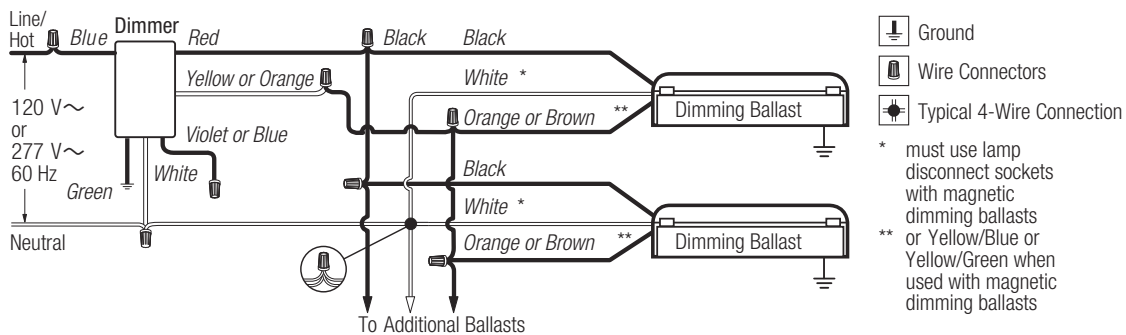 Line/
Hot
Blue
Dimmer
Red
Black
Black
Yellow or Orange
White *
Orange or Brown **
Dimming Ballast
120 V~
or
277 V~
60 Hz
Violet or Blue
Green
White
Black
White *
Neutral
Orange or Brown **
Dimming Ballast
To Additional Ballasts
Ground
Wire Connectors
Typical 4-Wire Connection
* must use lamp
disconnect sockets
with magnetic
dimming ballasts
** or Yellow/Blue or
Yellow/Green when
used with magnetic
dimming ballasts